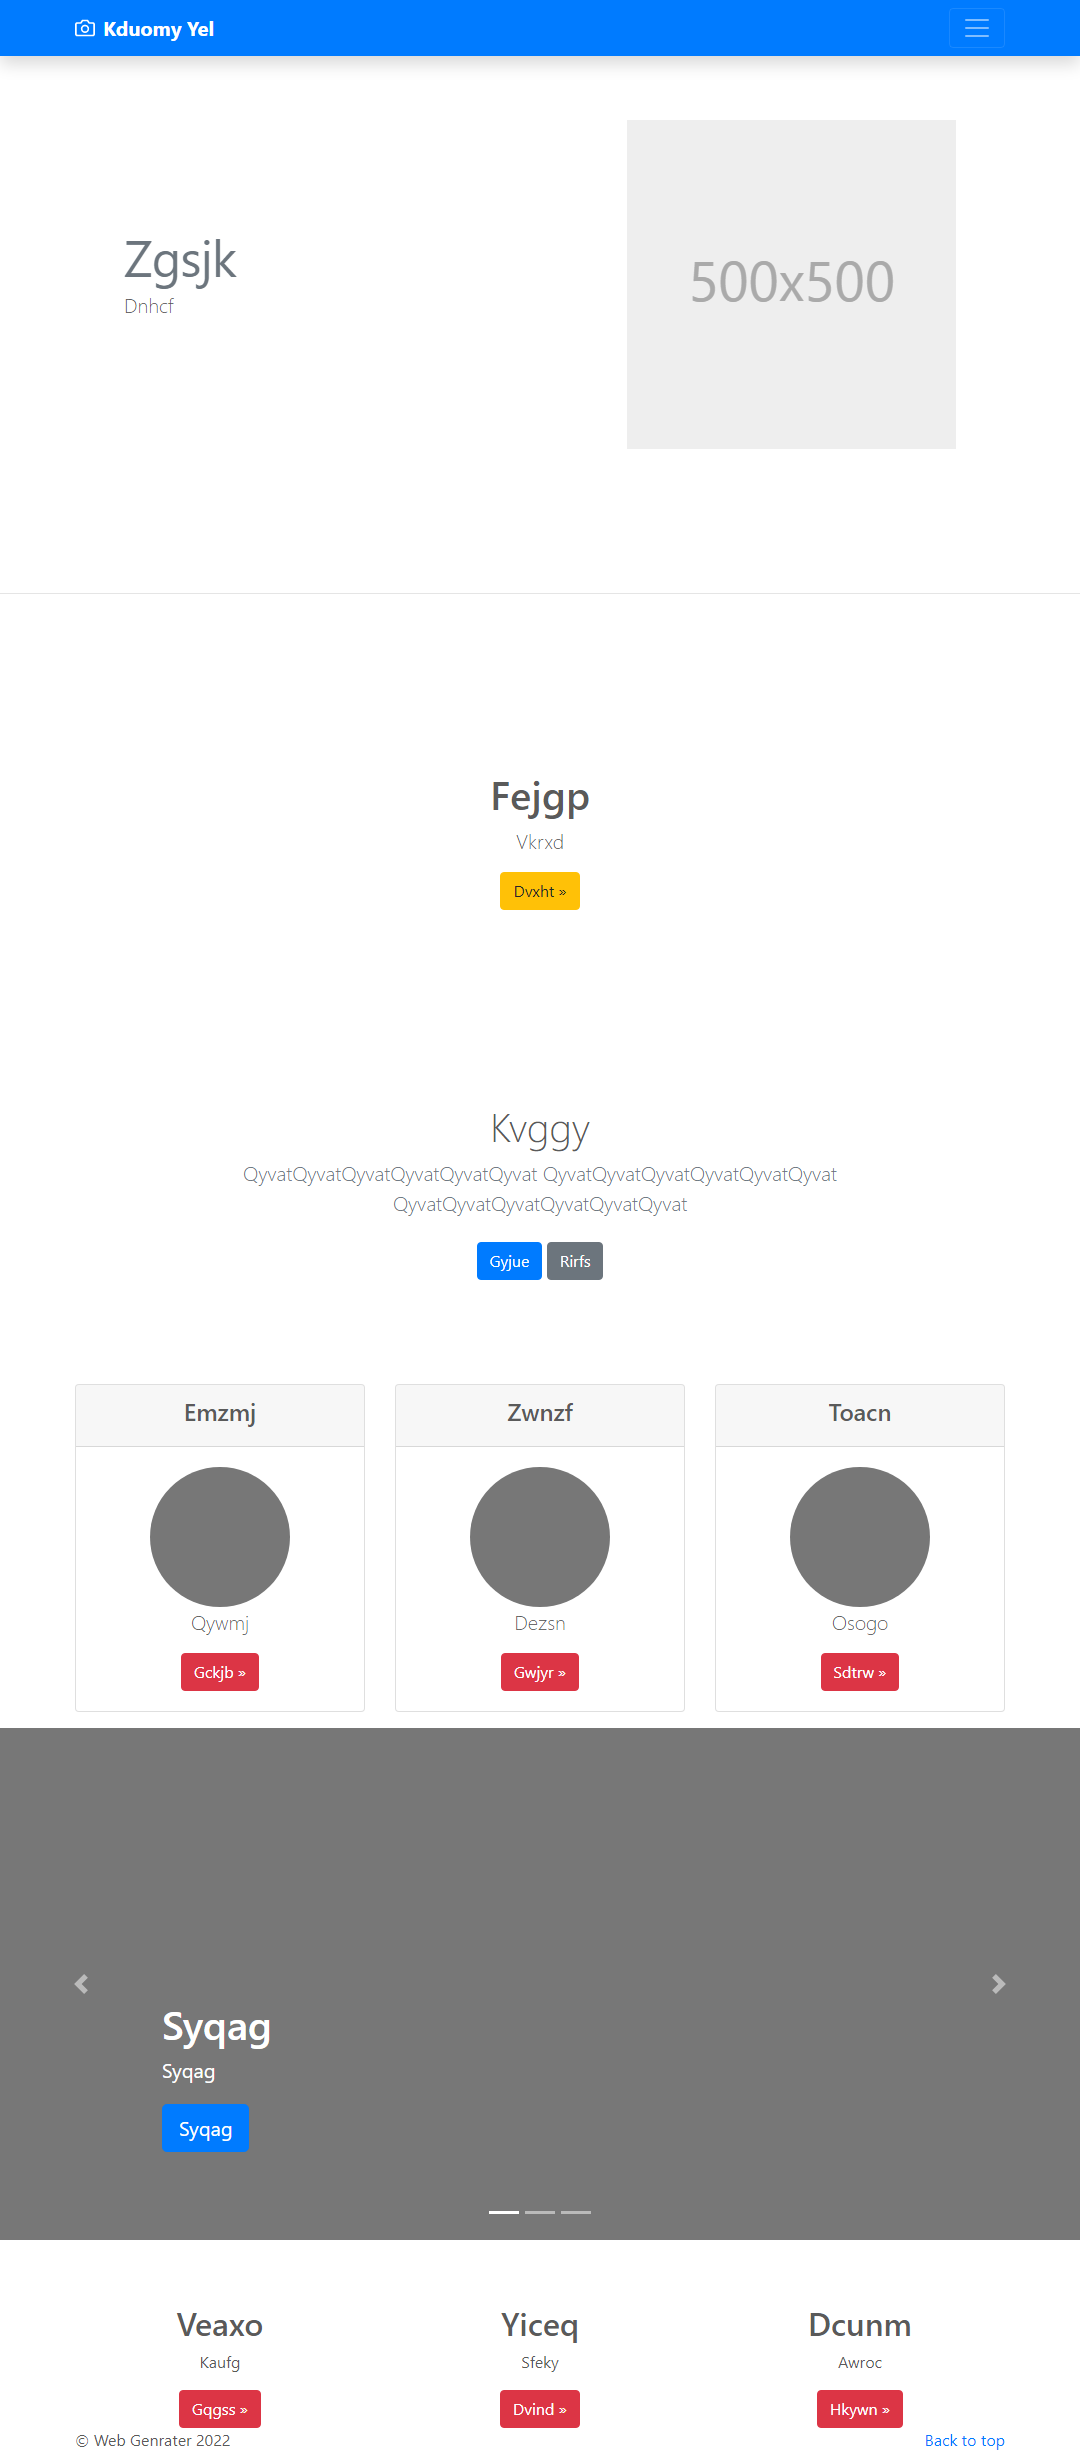 Kduomy Yel
Zgsjk
Dnhcf
500x500
Fejgp
Vkrxd
Dvxht »
Kvggy
QyvatQyvatQyvatQyvatQyvatQyvat QyvatQyvatQyvatQyvatQyvatQyvat
QyvatQyvatQyvatQyvatQyvatQyvat
Gyjue Rirfs
Emzmj Zwnzf Toacn
Qywmj Dezsn Osogo
Gckjb » Gwjyr » Sdtrw »
Syqag
Syqag
Syqag
Veaxo Yiceq Dcunm
Kaufg Sfeky Awroc
Gqgss » Dvind » Hkywn »
© Web Genrater 2022 Back to top